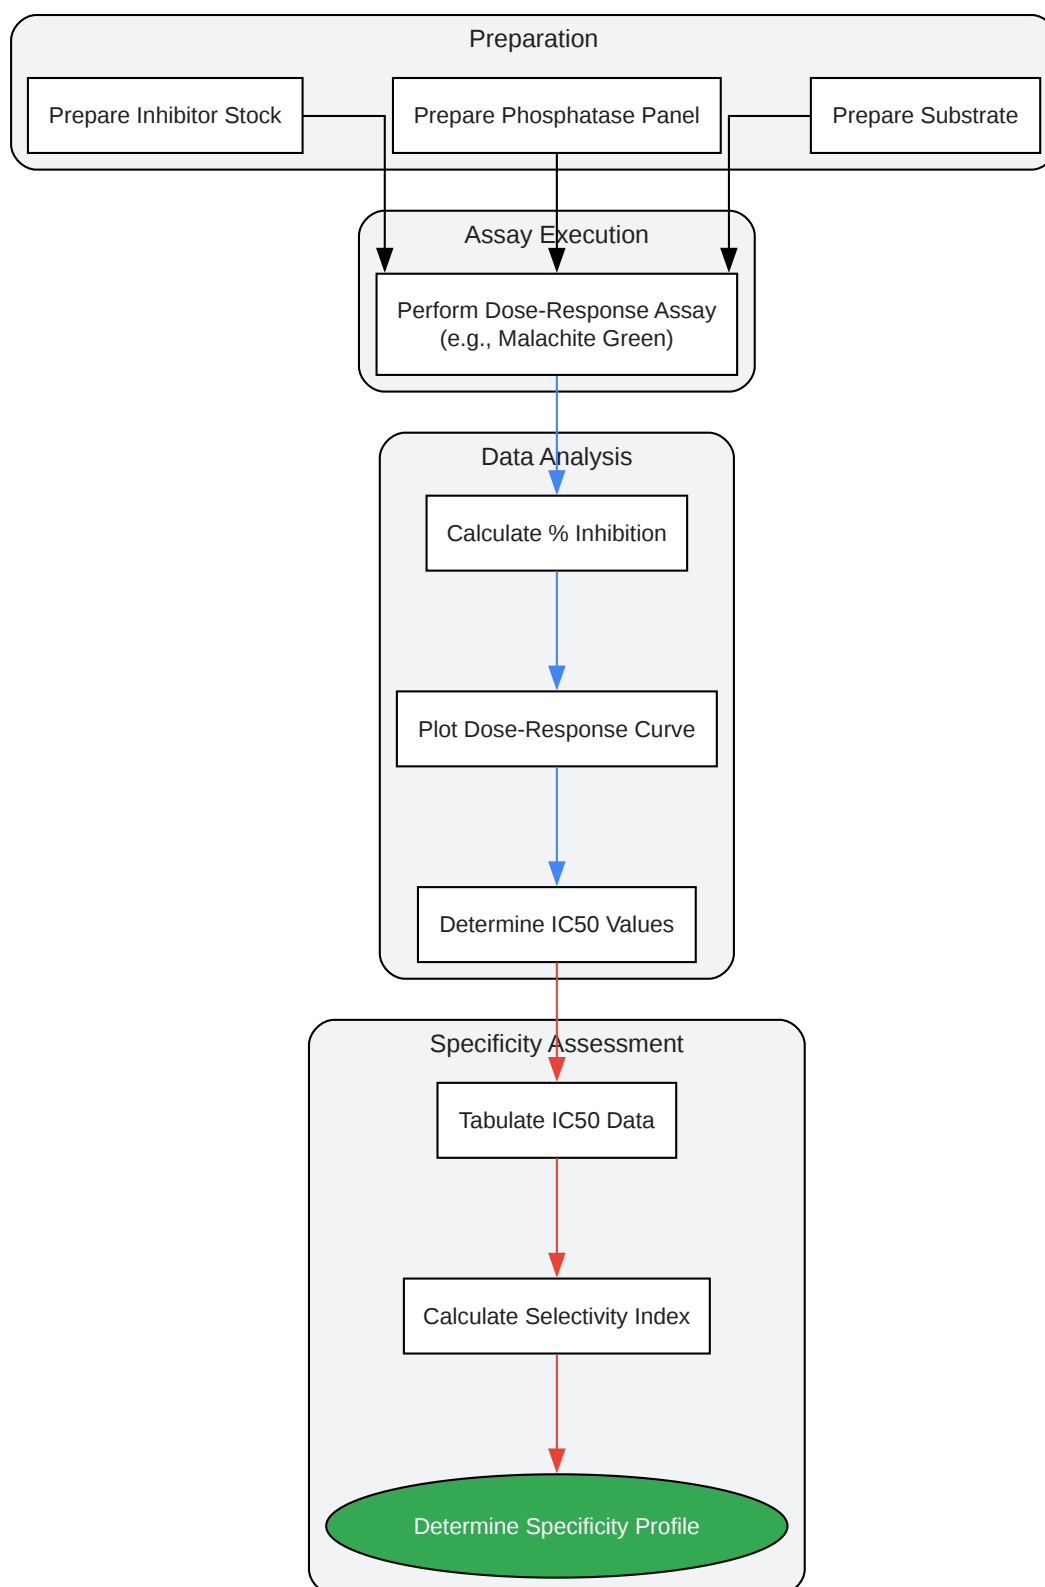 Preparation
Prepare Inhibitor Stock
Prepare Phosphatase Panel
Prepare Substrate
Assay Execution
Perform Dose-Response Assay
(e.g., Malachite Green)
Data Analysis
Calculate % Inhibition
Plot Dose-Response Curve
Determine IC50 Values
Specificity Assessment
Tabulate IC50 Data
Calculate Selectivity Index
Determine Specificity Profile